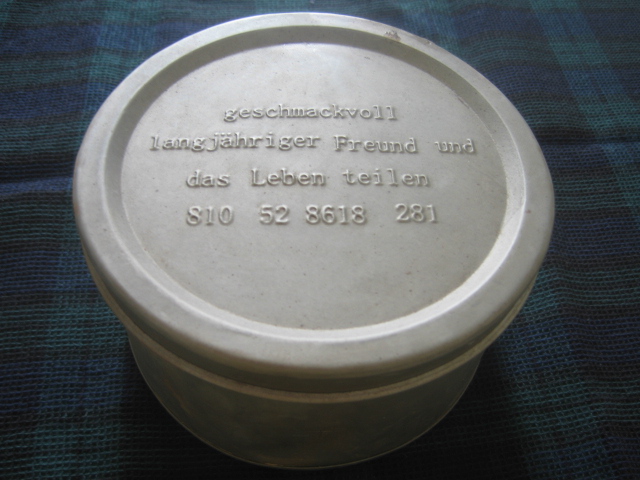 geschmackvoll
langjähriger Freund und
das Leben teilen
810 52 8618 281